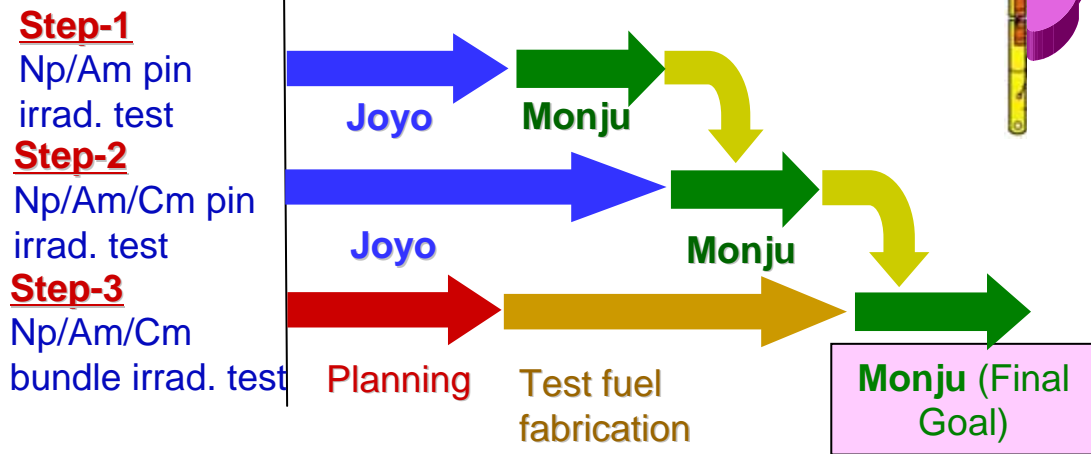 Step-1
Np/Am pin
irrad. test
Joyo
Monju
Step-2
Np/Am/Cm pin
irrad. test
Joyo
Monju
Step-3
Np/Am/Cm
bundle irrad. test
Planning
Test fuel
fabrication
Monju (Final
Goal)